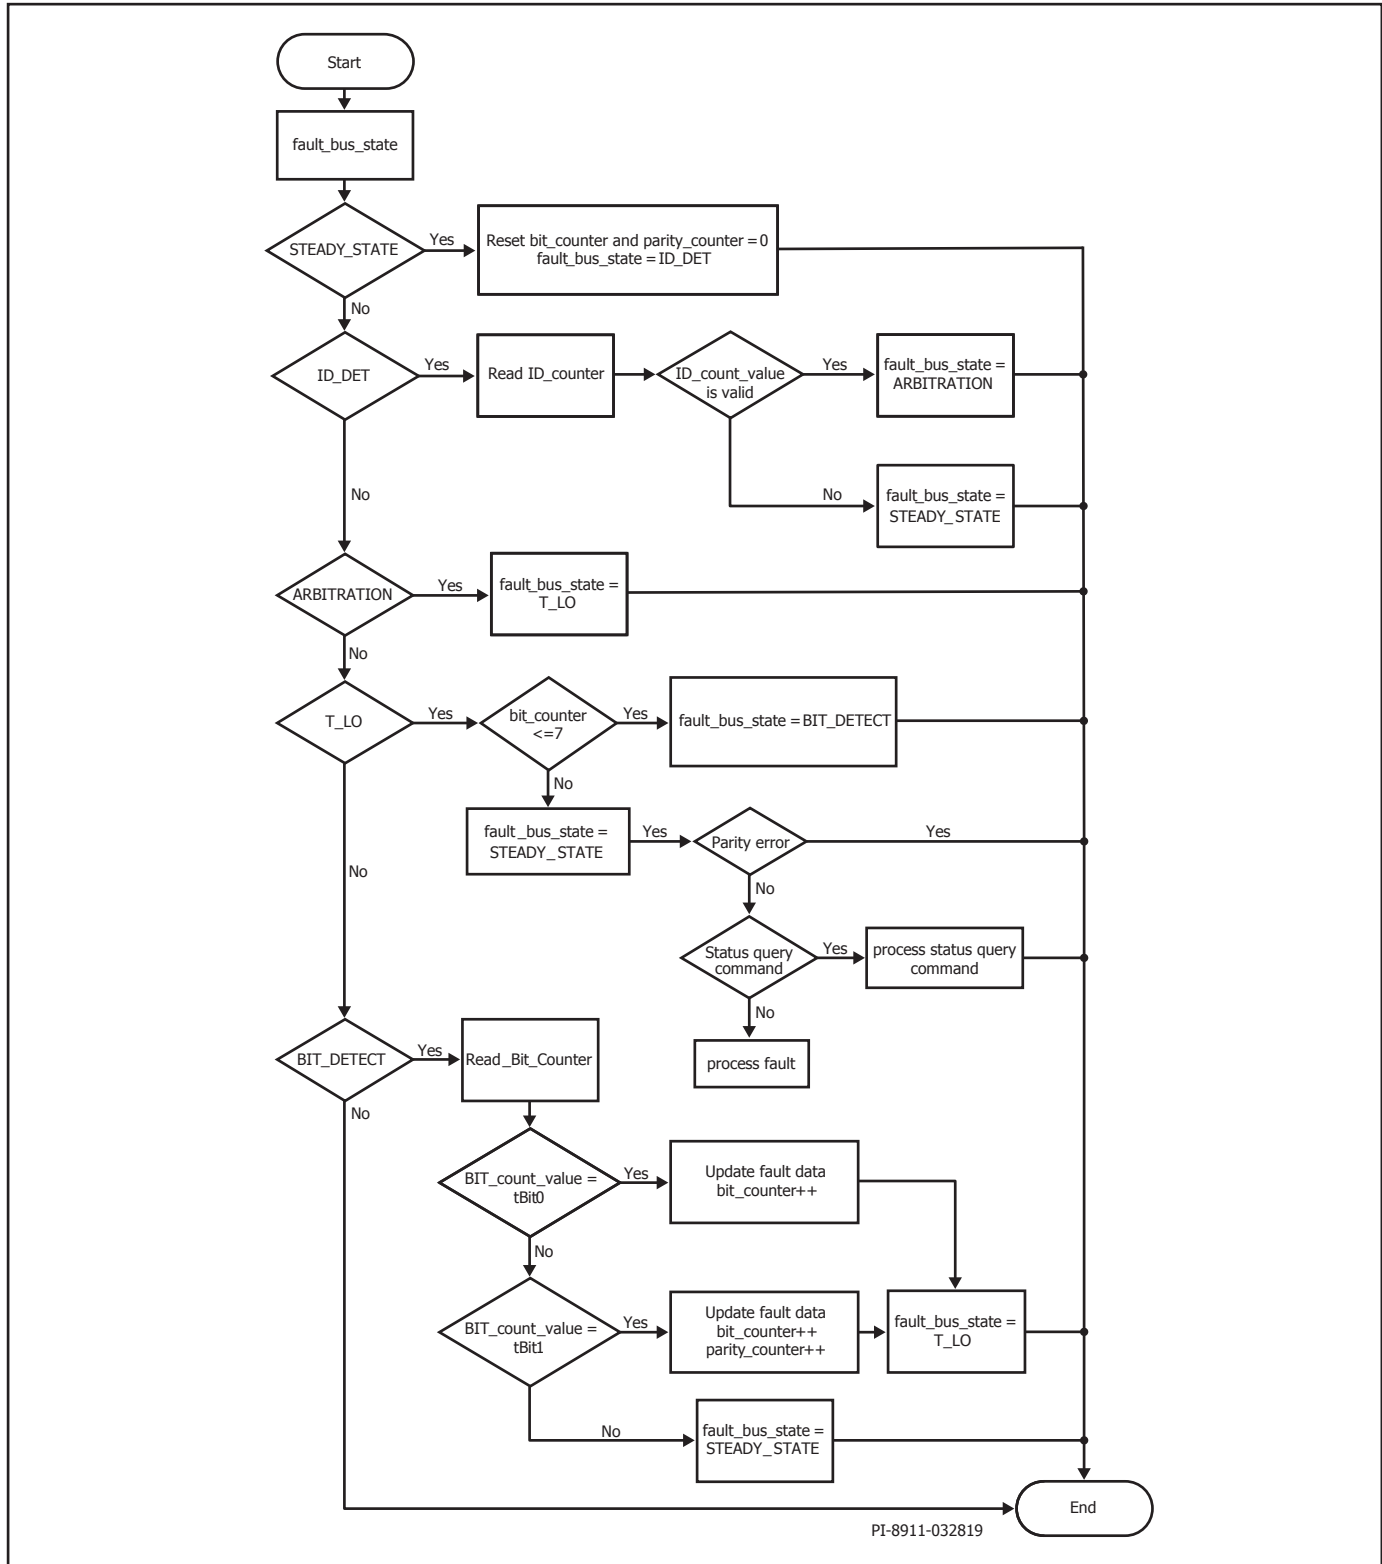 Start
fault_bus_state
STEADY_STATE
Yes
Reset bit_counter and parity_counter = 0
fault_bus_state = ID_DET
No
ID_DET
Yes
Read ID_counter
ID_count_value
is valid
Yes
fault_bus_state =
ARBITRATION
No
No
fault_bus_state =
STEADY_STATE
ARBITRATION
Yes
fault_bus_state =
T_LO
No
T_LO
Yes
bit_counter
<=7
Yes
fault_bus_state = BIT_DETECT
No
fault_bus_state =
STEADY_STATE
Yes
Parity error
Yes
No
No
Status query
command
Yes
process status query
command
No
process fault
BIT_DETECT
Yes
Read_Bit_Counter
No
BIT_count_value =
tBit0
Yes
Update fault data
bit_counter++
No
BIT_count_value =
tBit1
Yes
Update fault data
bit_counter++
parity_counter++
fault_bus_state =
T_LO
No
fault_bus_state =
STEADY_STATE
End
PI-8911-032819